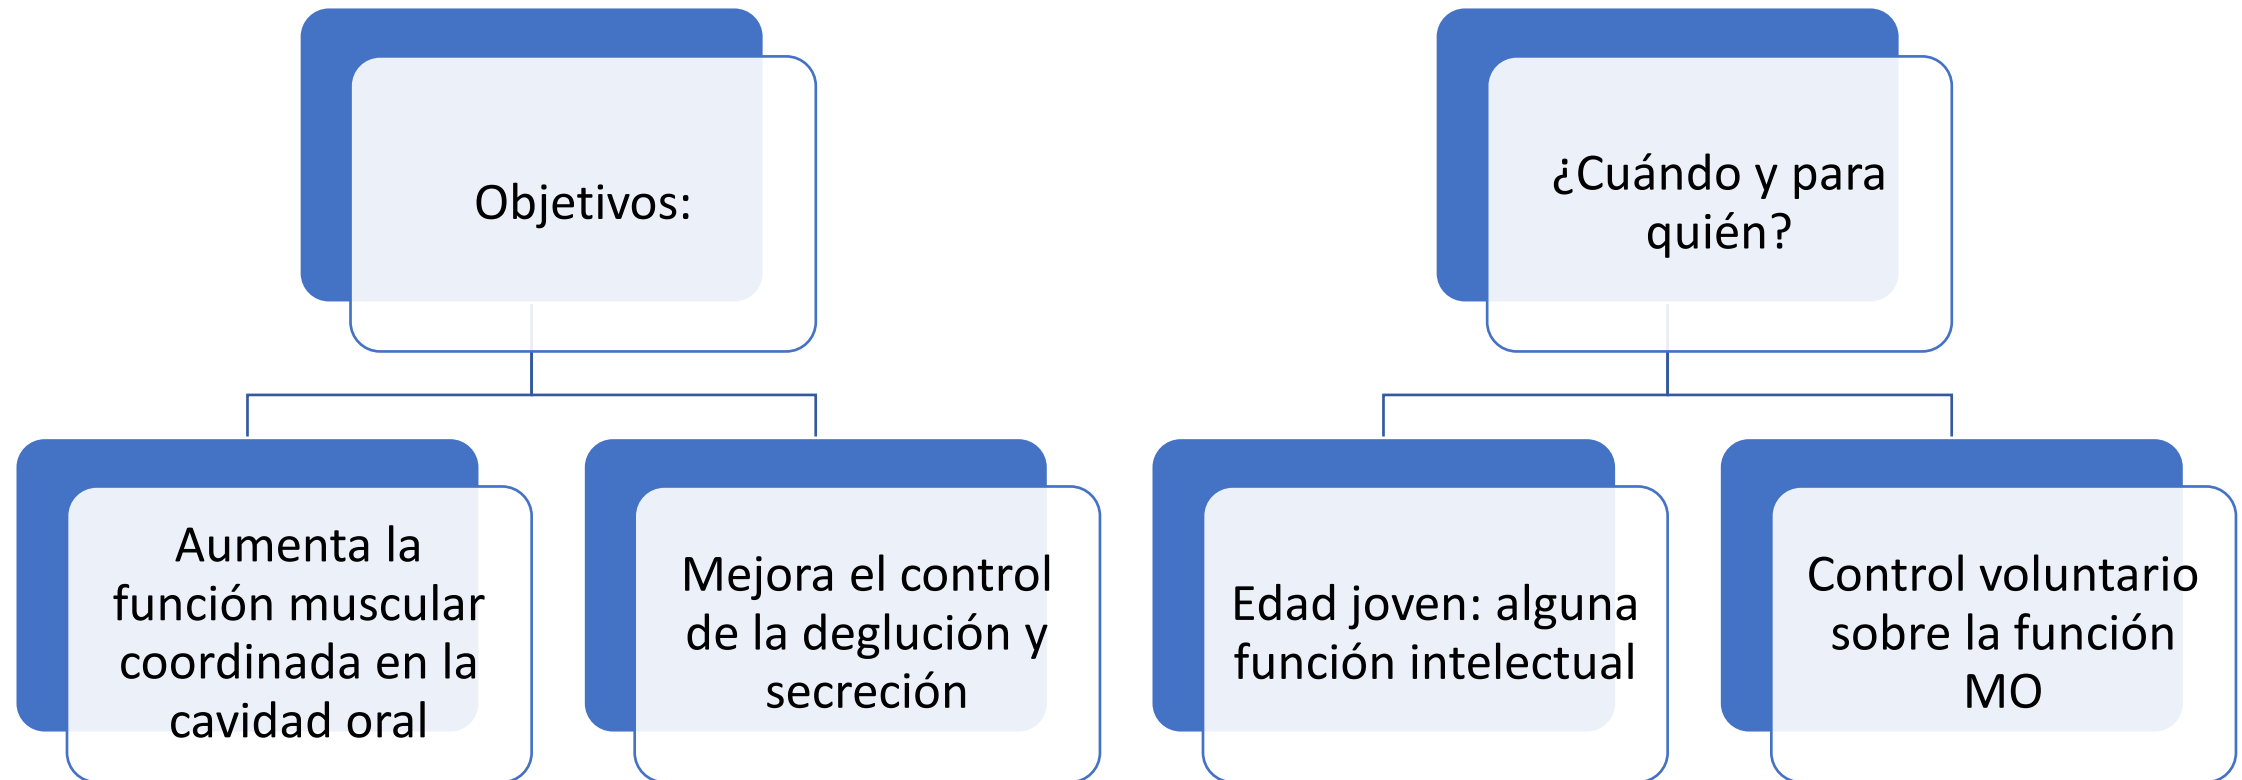 Objetivos:
¿Cuándo y para
quién?
Aumenta la
función muscular
coordinada en la
cavidad oral
Mejora el control
de la deglución y
secreción
Edad joven: alguna
función intelectual
Control voluntario
sobre la función
MO